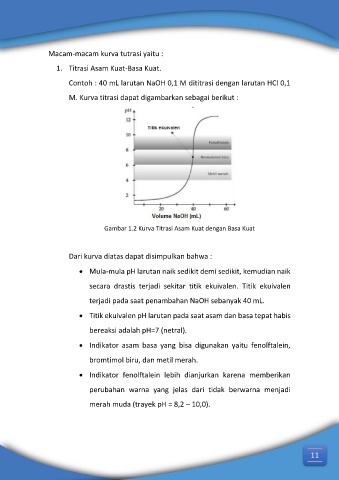 Macam-macam kurva tutrasi yaitu :
1. Titrasi Asam Kuat-Basa Kuat.
Contoh : 40 mL larutan NaOH 0,1 M dititrasi dengan larutan HCl 0,1
M. Kurva titrasi dapat digambarkan sebagai berikut :
pH
12
Titik ekuivalen
10
Fenolftalein
8
Bromtimol biru
6
Metil merah
4
2
20 40 60
Volume NaOH (mL)
Gambar 1.2 Kurva Titrasi Asam Kuat dengan Basa Kuat
Dari kurva diatas dapat disimpulkan bahwa :
• Mula-mula pH larutan naik sedikit demi sedikit, kemudian naik
secara drastis terjadi sekitar titik ekuivalen. Titik ekuivalen
terjadi pada saat penambahan NaOH sebanyak 40 mL.
• Titik ekuivalen pH larutan pada saat asam dan basa tepat habis
bereaksi adalah pH=7 (netral).
• Indikator asam basa yang bisa digunakan yaitu fenolftalein,
bromtimol biru, dan metil merah.
• Indikator fenolftalein lebih dianjurkan karena memberikan
perubahan warna yang jelas dari tidak berwarna menjadi
merah muda (trayek pH = 8,2 – 10,0).
11